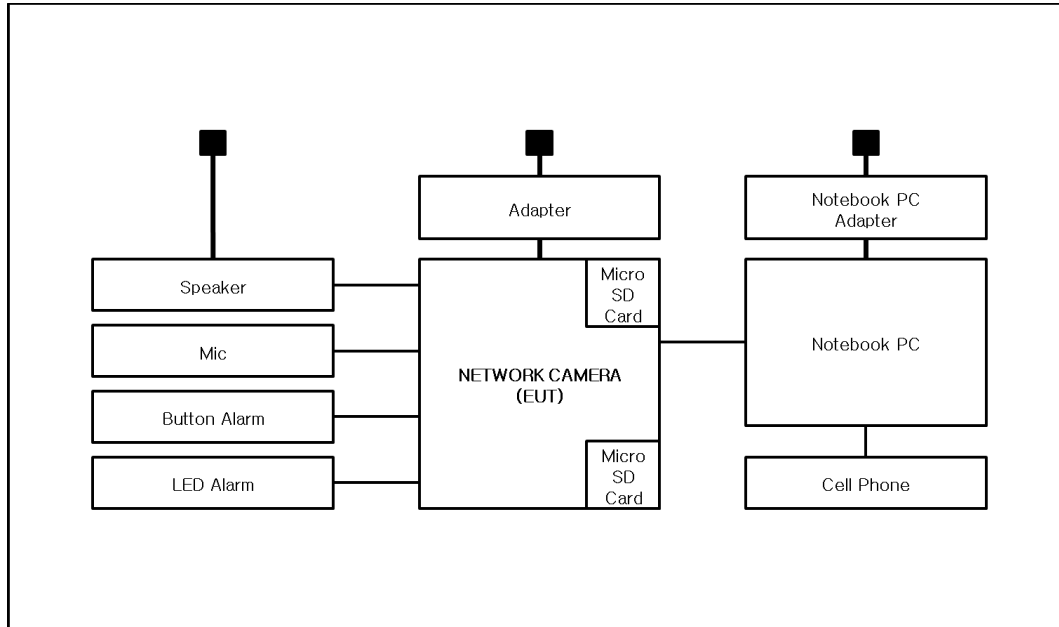 Adapter
Notebook PC
Adapter
Speaker
Mic
Button Alarm
LED Alarm
Micro
SD
Card
NETWORK CAMERA
(EUT)
Micro
SD
Card
Notebook PC
Cell Phone